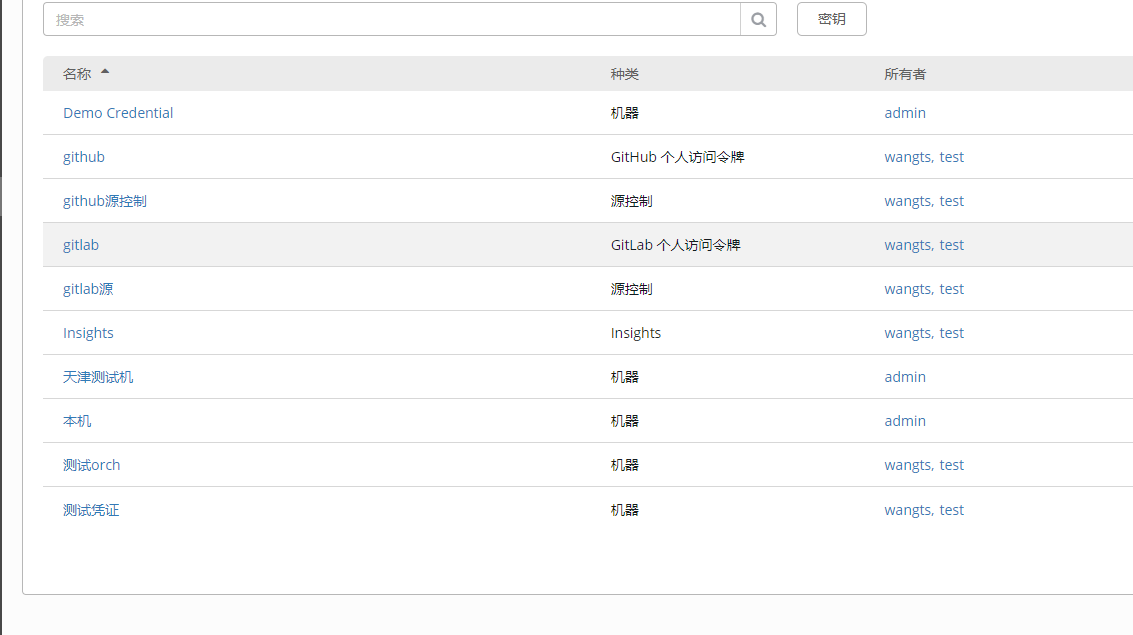 搜索 密钥
名称 种类 所有者
Demo Credential 机器 admin
github GitHub 个人访问令牌 wangts, test
github源控制 源控制 wangts, test
gitlab GitLab 个人访问令牌 wangts, test
gitlab源 源控制 wangts, test
Insights Insights wangts, test
天津测试机 机器 admin
本机 机器 admin
测试orch 机器 wangts, test
测试凭证 机器 wangts, test